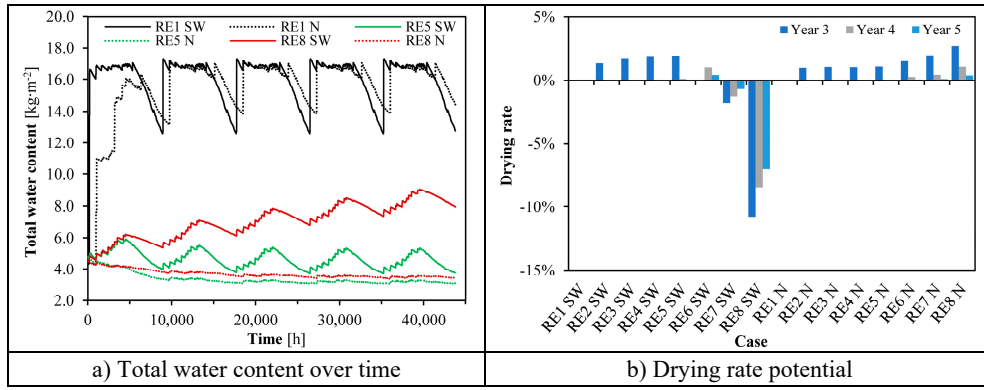 RE1 SW RE1 N RE5 SW
RE5 N RE8 SW RE8 N
20.0
18.0
16.0
14.0
12.0
10.0
8.0
6.0
4.0
2.0
Total water content [kg·m-2]
0 10,000 20,000 30,000 40,000
Time [h]
Year 3 Year 4 Year 5
5%
0%
-5%
-10%
-15%
Drying rate
RE1 SW
RE2 SW
RE3 SW
RE4 SW
RE5 SW
RE6 SW
RE7 SW
RE8 SW
RE1 N
RE2 N
RE3 N
RE4 N
RE5 N
RE6 N
RE7 N
RE8 N
Case
a) Total water content over time
b) Drying rate potential